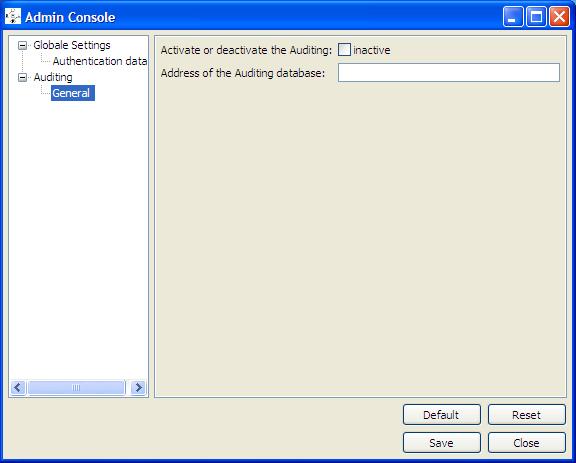 Admin Console
Globale Settings
Authentication data
Auditing
General
Activate or deactivate the Auditing: inactive
Address of the Auditing database:
Default Reset
Save Close